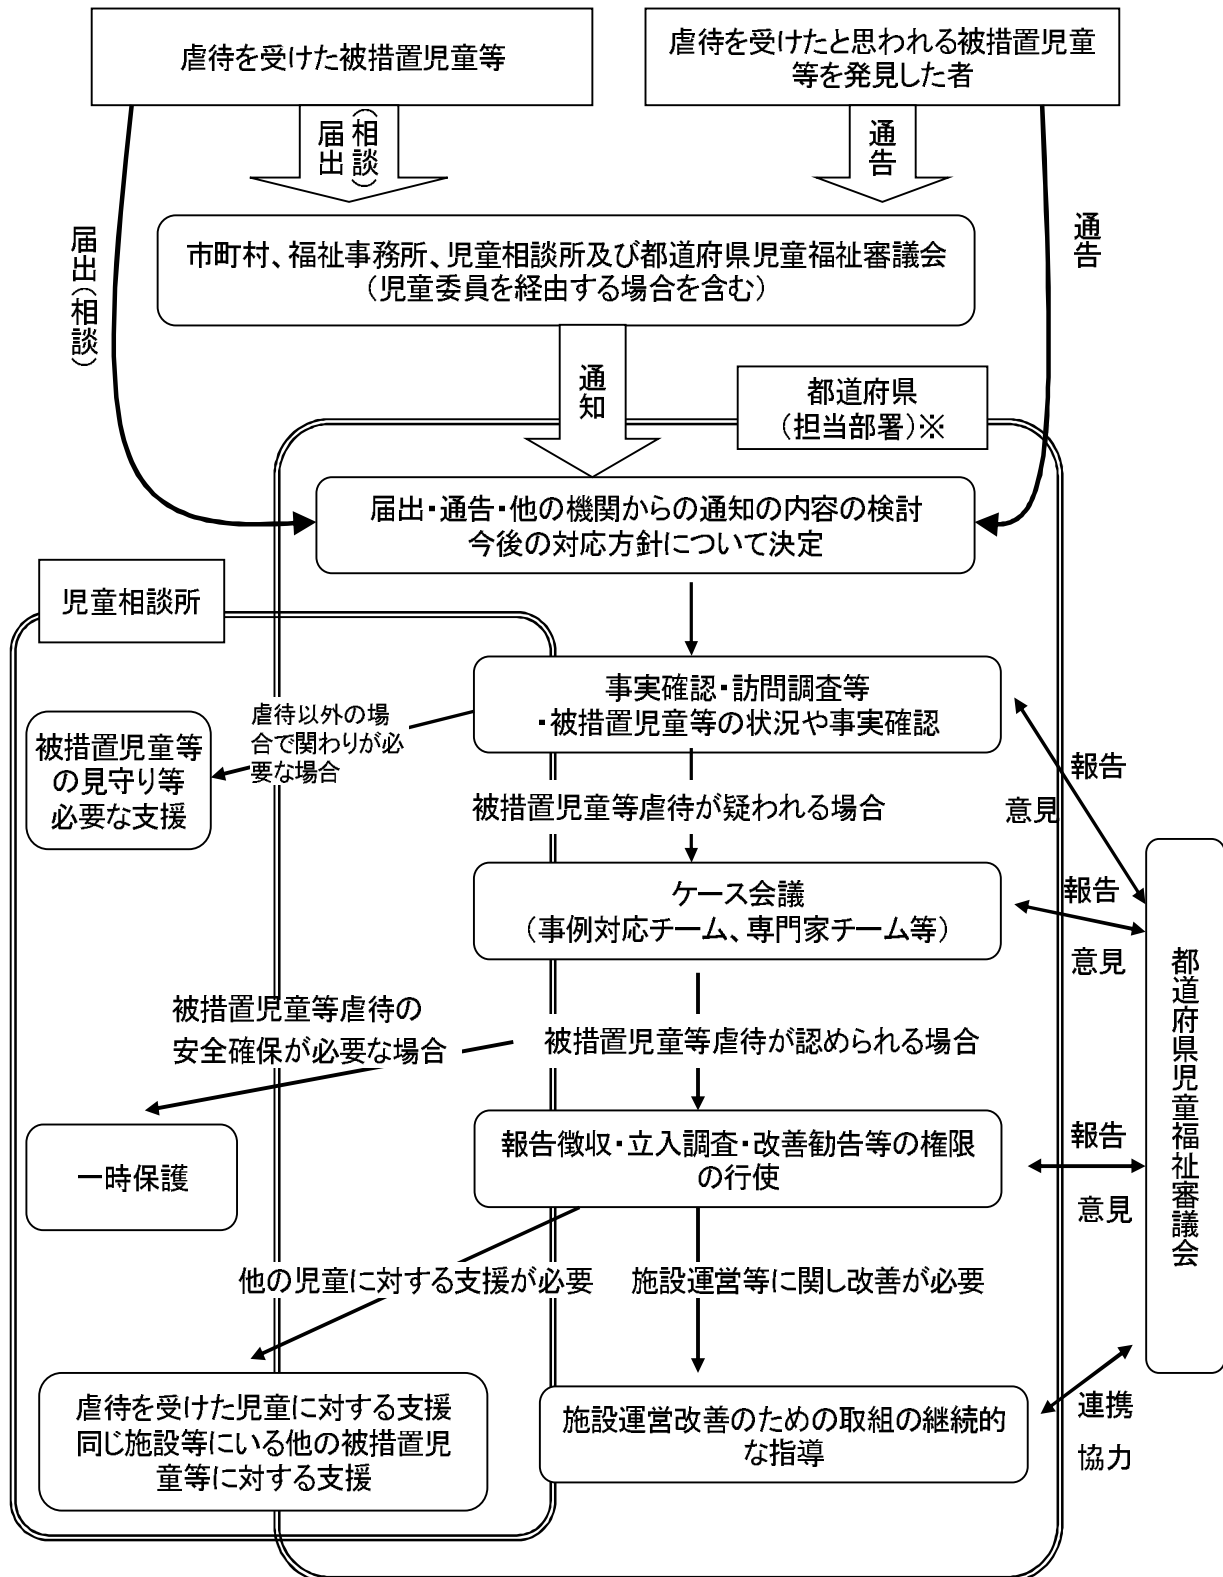 虐待を受けた被措置児童等
虐待を受けたと思われる被措置児童
等を発見した者
届出
(相談)
通告
届出(相談)
通告
市町村、福祉事務所、児童相談所及び都道府県児童福祉審議会
(児童委員を経由する場合を含む)
通知
都道府県
(担当部署)※
届出・通告・他の機関からの通知の内容の検討
今後の対応方針について決定
児童相談所
事実確認・訪問調査等
・被措置児童等の状況や事実確認
虐待以外の場
合で関わりが必
要な場合
被措置児童等
の見守り等
必要な支援
報告
意見
被措置児童等虐待が疑われる場合
ケース会議
(事例対応チーム、専門家チーム等)
報告
意見
都道府県児童福祉審議会
被措置児童等虐待の
安全確保が必要な場合
被措置児童等虐待が認められる場合
一時保護
報告徴収・立入調査・改善勧告等の権限
の行使
報告
意見
他の児童に対する支援が必要
施設運営等に関し改善が必要
虐待を受けた児童に対する支援
同じ施設等にいる他の被措置児
童等に対する支援
施設運営改善のための取組の継続的
な指導
連携
協力